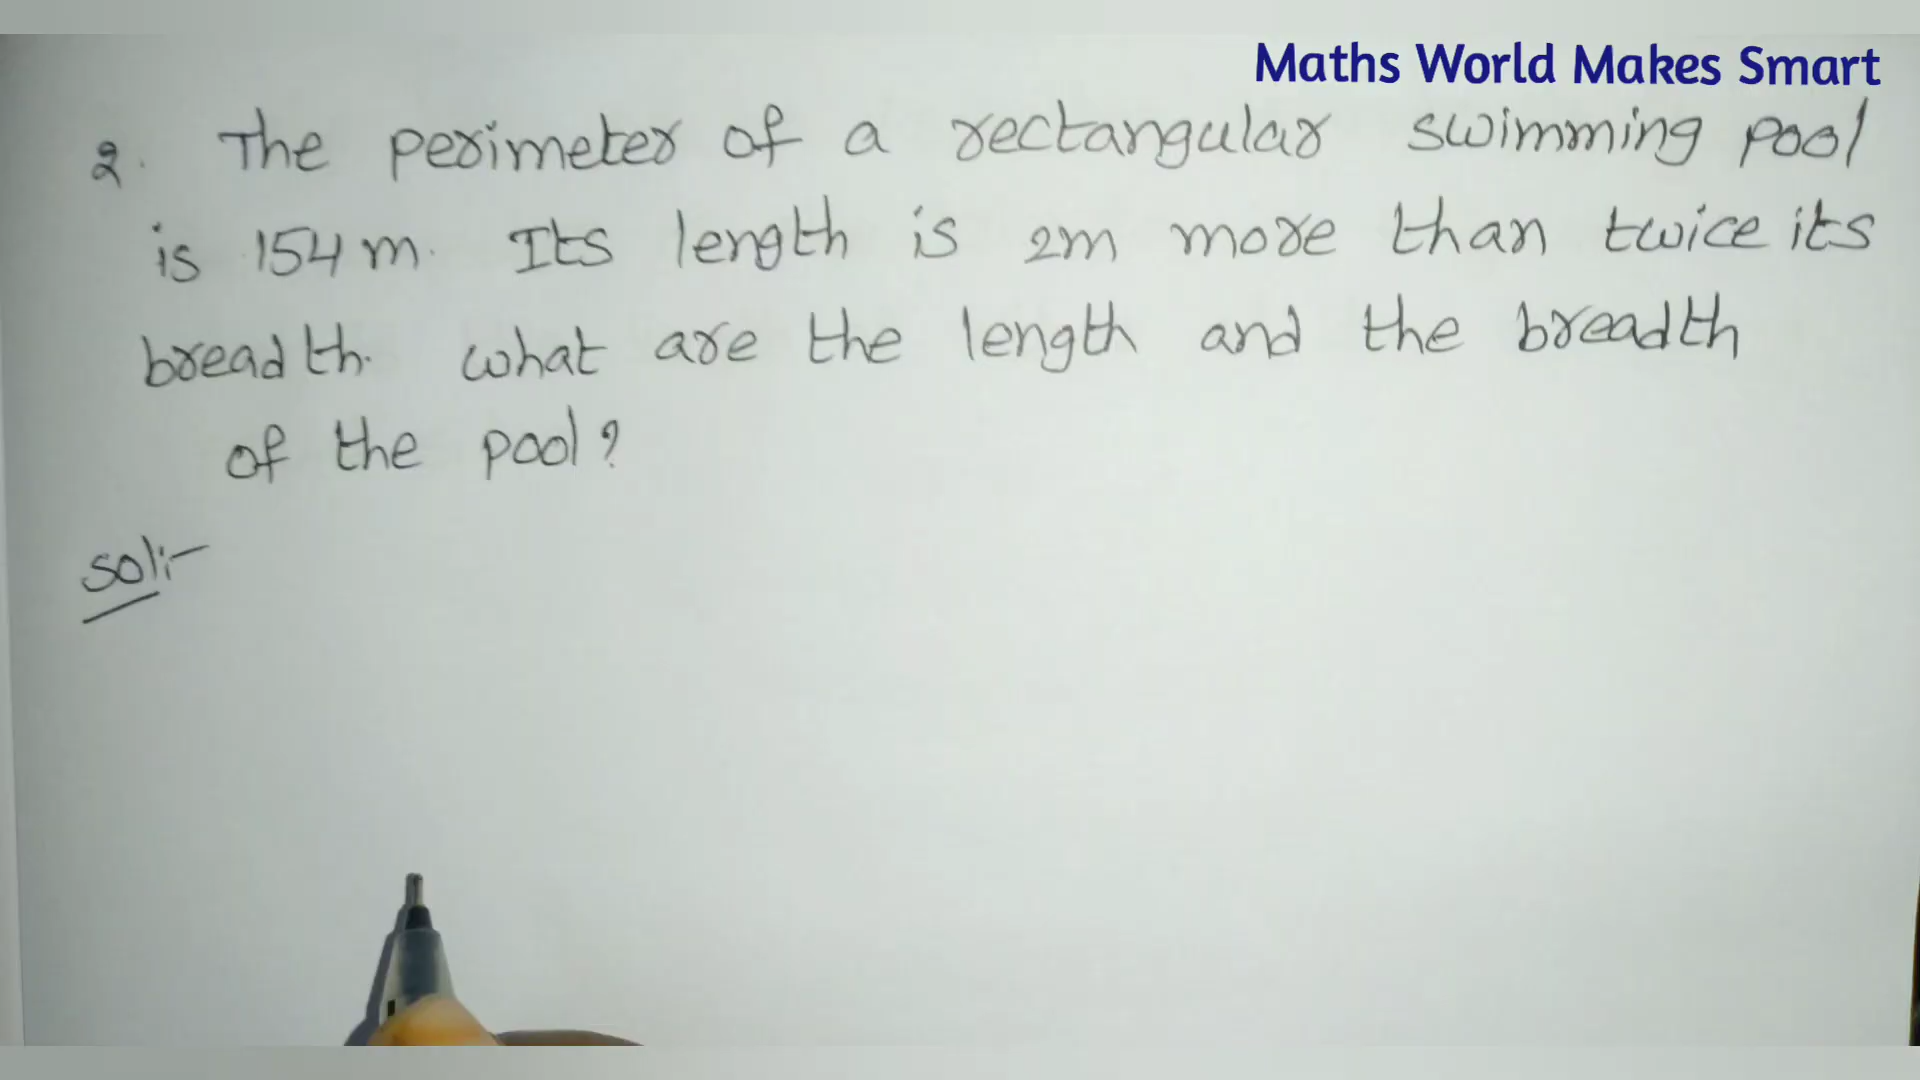 Maths World Makes Smart
2. The perimeter of a rectangular swimming pool
is 154 m. Its length is 2m more than twice its
breadth. what are the length and the breadth
of the pool?
Sol:-